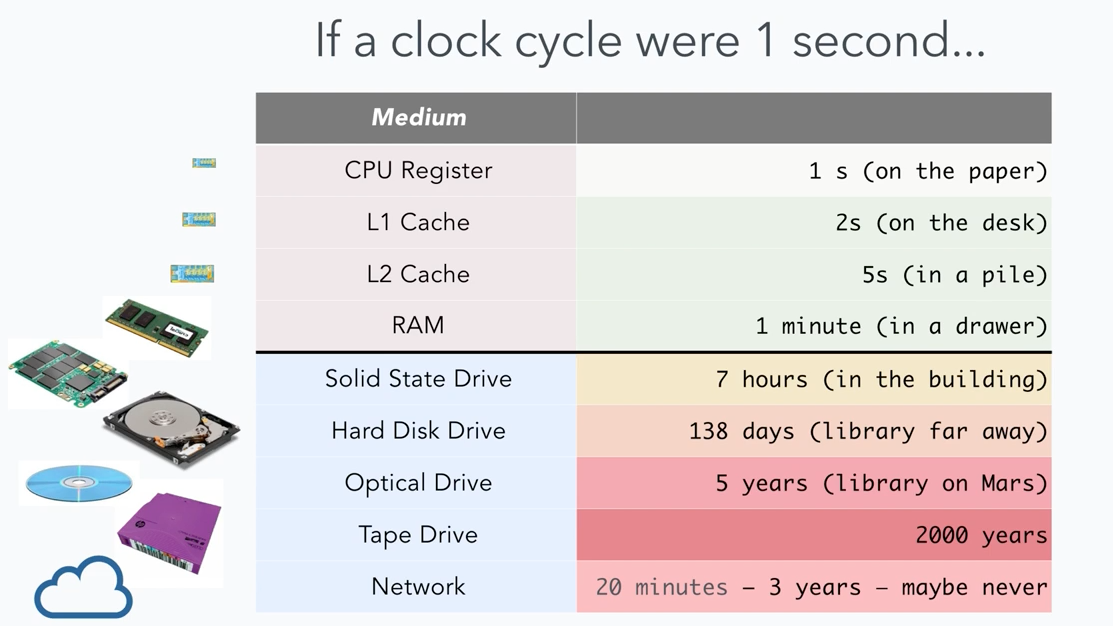 If a clock cycle were 1 second...
Medium
CPU Register 1 s (on the paper)
L1 Cache 2s (on the desk)
L2 Cache 5s (in a pile)
RAM 1 minute (in a drawer)
Solid State Drive 7 hours (in the building)
Hard Disk Drive 138 days (library far away)
Optical Drive 5 years (library on Mars)
Tape Drive 2000 years
Network 20 minutes – 3 years – maybe never